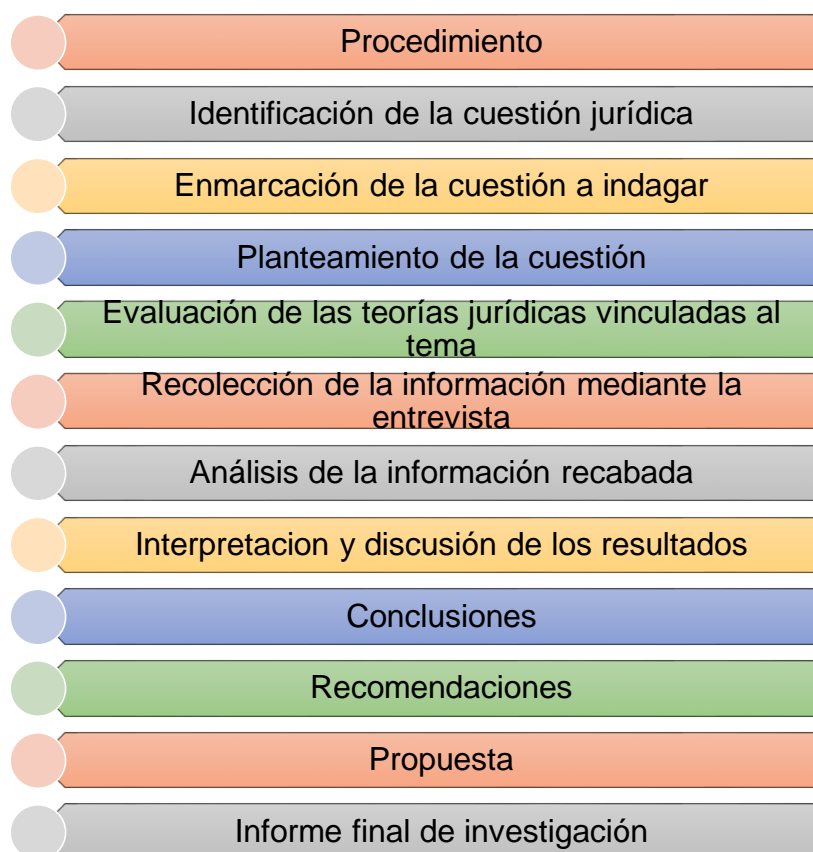 Procedimiento
Identificación de la cuestión jurídica
Enmarcación de la cuestión a indagar
Planteamiento de la cuestión
Evaluación de las teorías jurídicas vinculadas al
tema
Recolección de la información mediante la
entrevista
Análisis de la información recabada
Interpretacion y discusión de los resultados
Conclusiones
Recomendaciones
Propuesta
Informe final de investigación